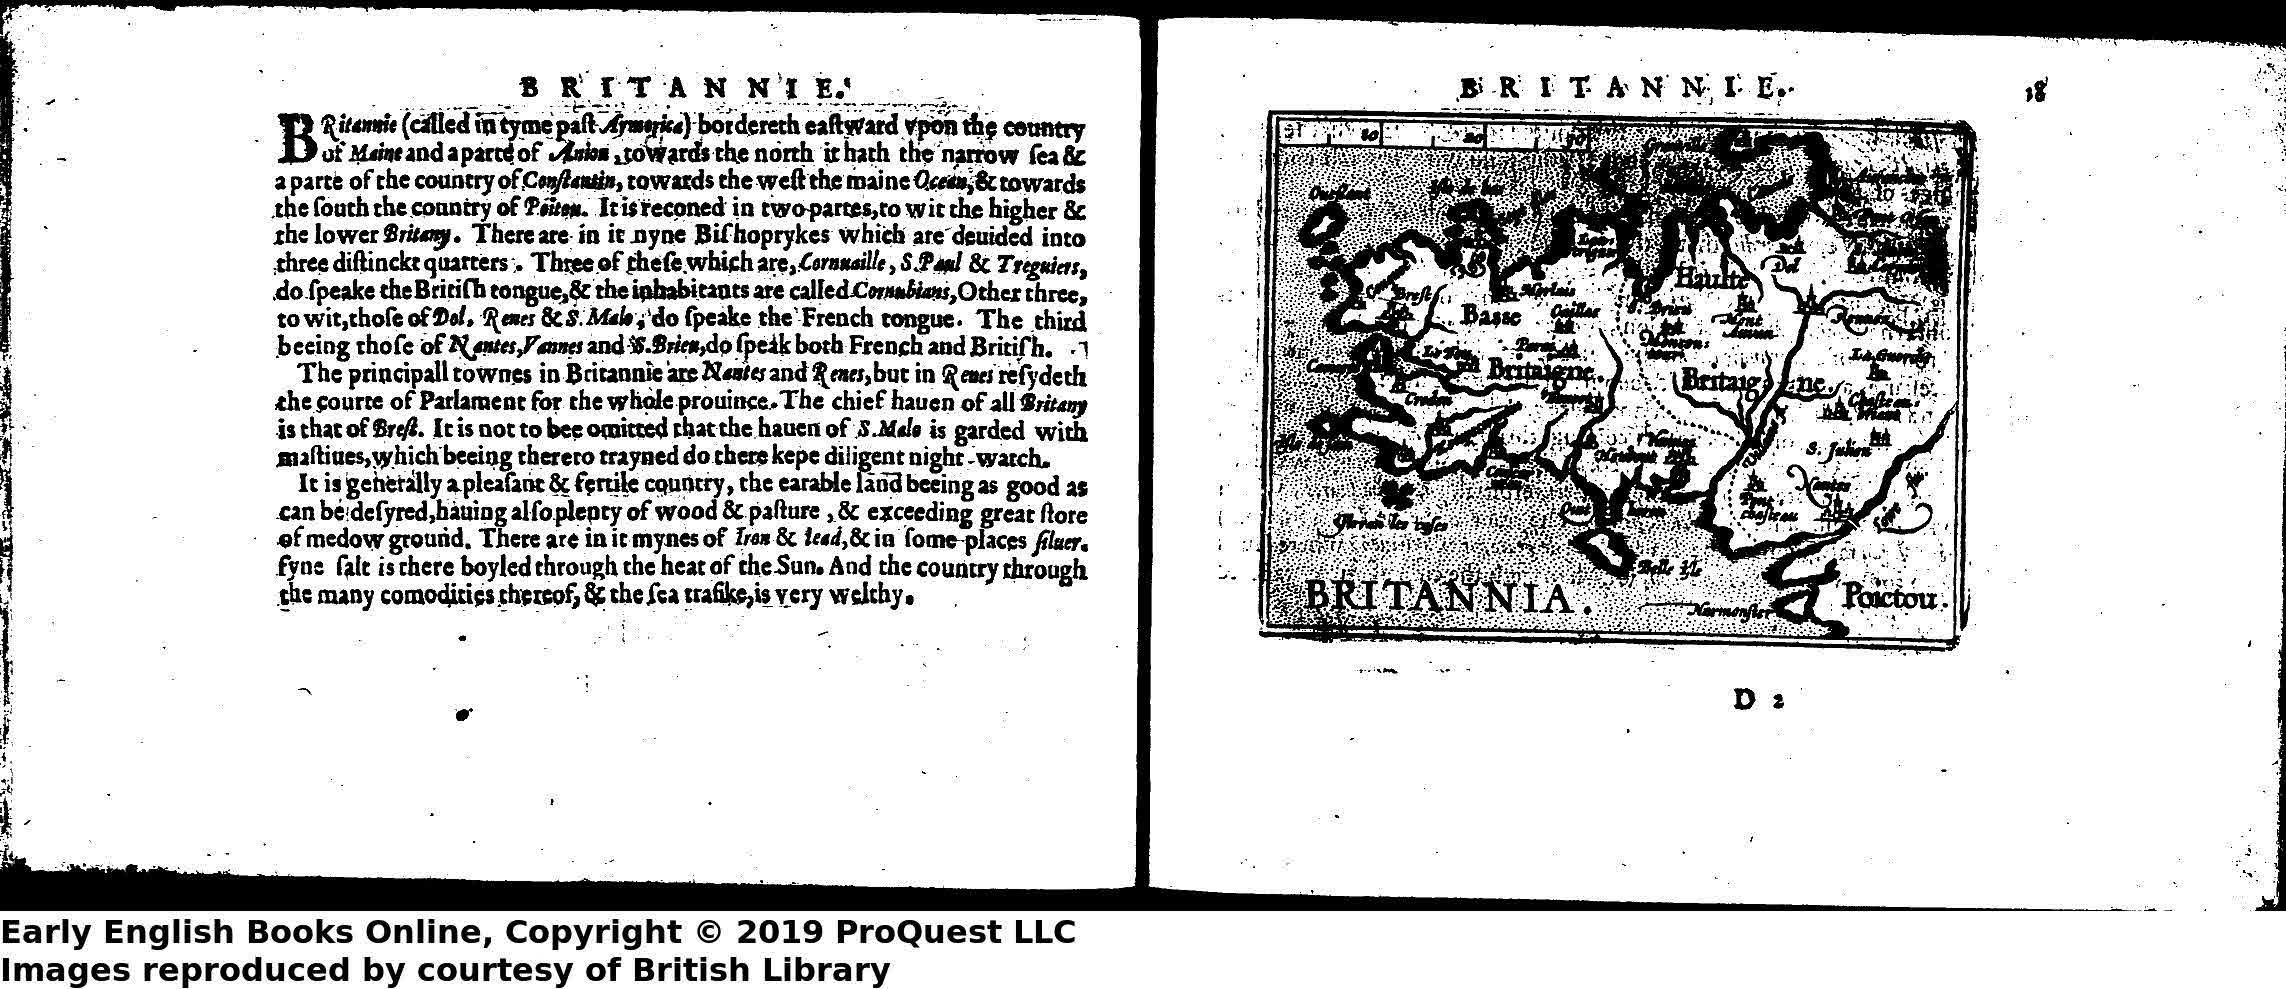 BRITANNIE.
BRitannie (called in tyme past Armorica) bordereth eaſtward vpon the country
of Maine and a parte of Aniou, towards the north it hath the narrow ſea &
a parte of the country of Conſtantin, towards the weſt the maine Ocean, & towards
the ſouth the country of Poitou. It is reconed in two partes, to wit the higher &
the lower Britany. There are in it nyne Biſhoprykes which are deuided into
three diſtinckt quarters. Three of theſe which are, Cornuaille, S. Paul & Treguiers,
do ſpeake the Britiſh tongue, & the inhabitants are called Cornubians, Other three,
to wit, thoſe of Dol. Renes & S. Malo, do ſpeake the French tongue. The third
beeing thoſe of Nantes, Vannes and S. Brieu, do ſpeak both French and Britiſh.
The principall townes in Britannie are Nantes and Renes, but in Renes reſydeth
the courte of Parlament for the whole prouince. The chief hauen of all Britany
is that of Breſt. It is not to bee omitted that the hauen of S. Malo is garded with
maſtiues, which beeing thereto trayned do there kepe diligent night-watch.
It is generally a pleaſant & fertile country, the earable land beeing as good as
can be deſyred, hauing alſo plenty of wood & paſture, & exceeding great ſtore
of medow ground. There are in it mynes of Iron & lead, & in ſome places ſiluer.
fyne ſalt is there boyled through the heat of the Sun. And the country through
the many comodities thereof, & the ſea trafike, is very welthy.
BRITANNIE.
18
10
20
30
Breſt
Morlais
Basse
Britaigne.
Haulte
Britaig ne.
Dol
Brieu
Mont
Rennes
S. Julien
Nantes
Pont
chaſteau
Belle iſle
BRITANNIA.
Poictou.
D 2
Early English Books Online, Copyright © 2019 ProQuest LLC
Images reproduced by courtesy of British Library